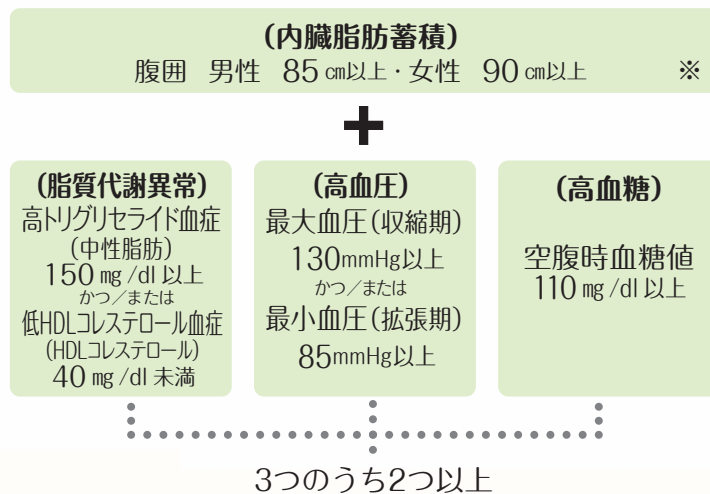 (内臓脂肪蓄積)
腹囲 男性 85㎝以上・女性 90㎝以上 ※
+
(脂質代謝異常)
高トリグリセライド血症
(中性脂肪)
150㎎/dl以上
かつ/または
低HDLコレステロール血症
(HDLコレステロール)
40㎎/dl未満
(高血圧)
最大血圧(収縮期)
130mmHg以上
かつ/または
最小血圧(拡張期)
85mmHg以上
(高血糖)
空腹時血糖値
110㎎/dl以上
3つのうち2つ以上